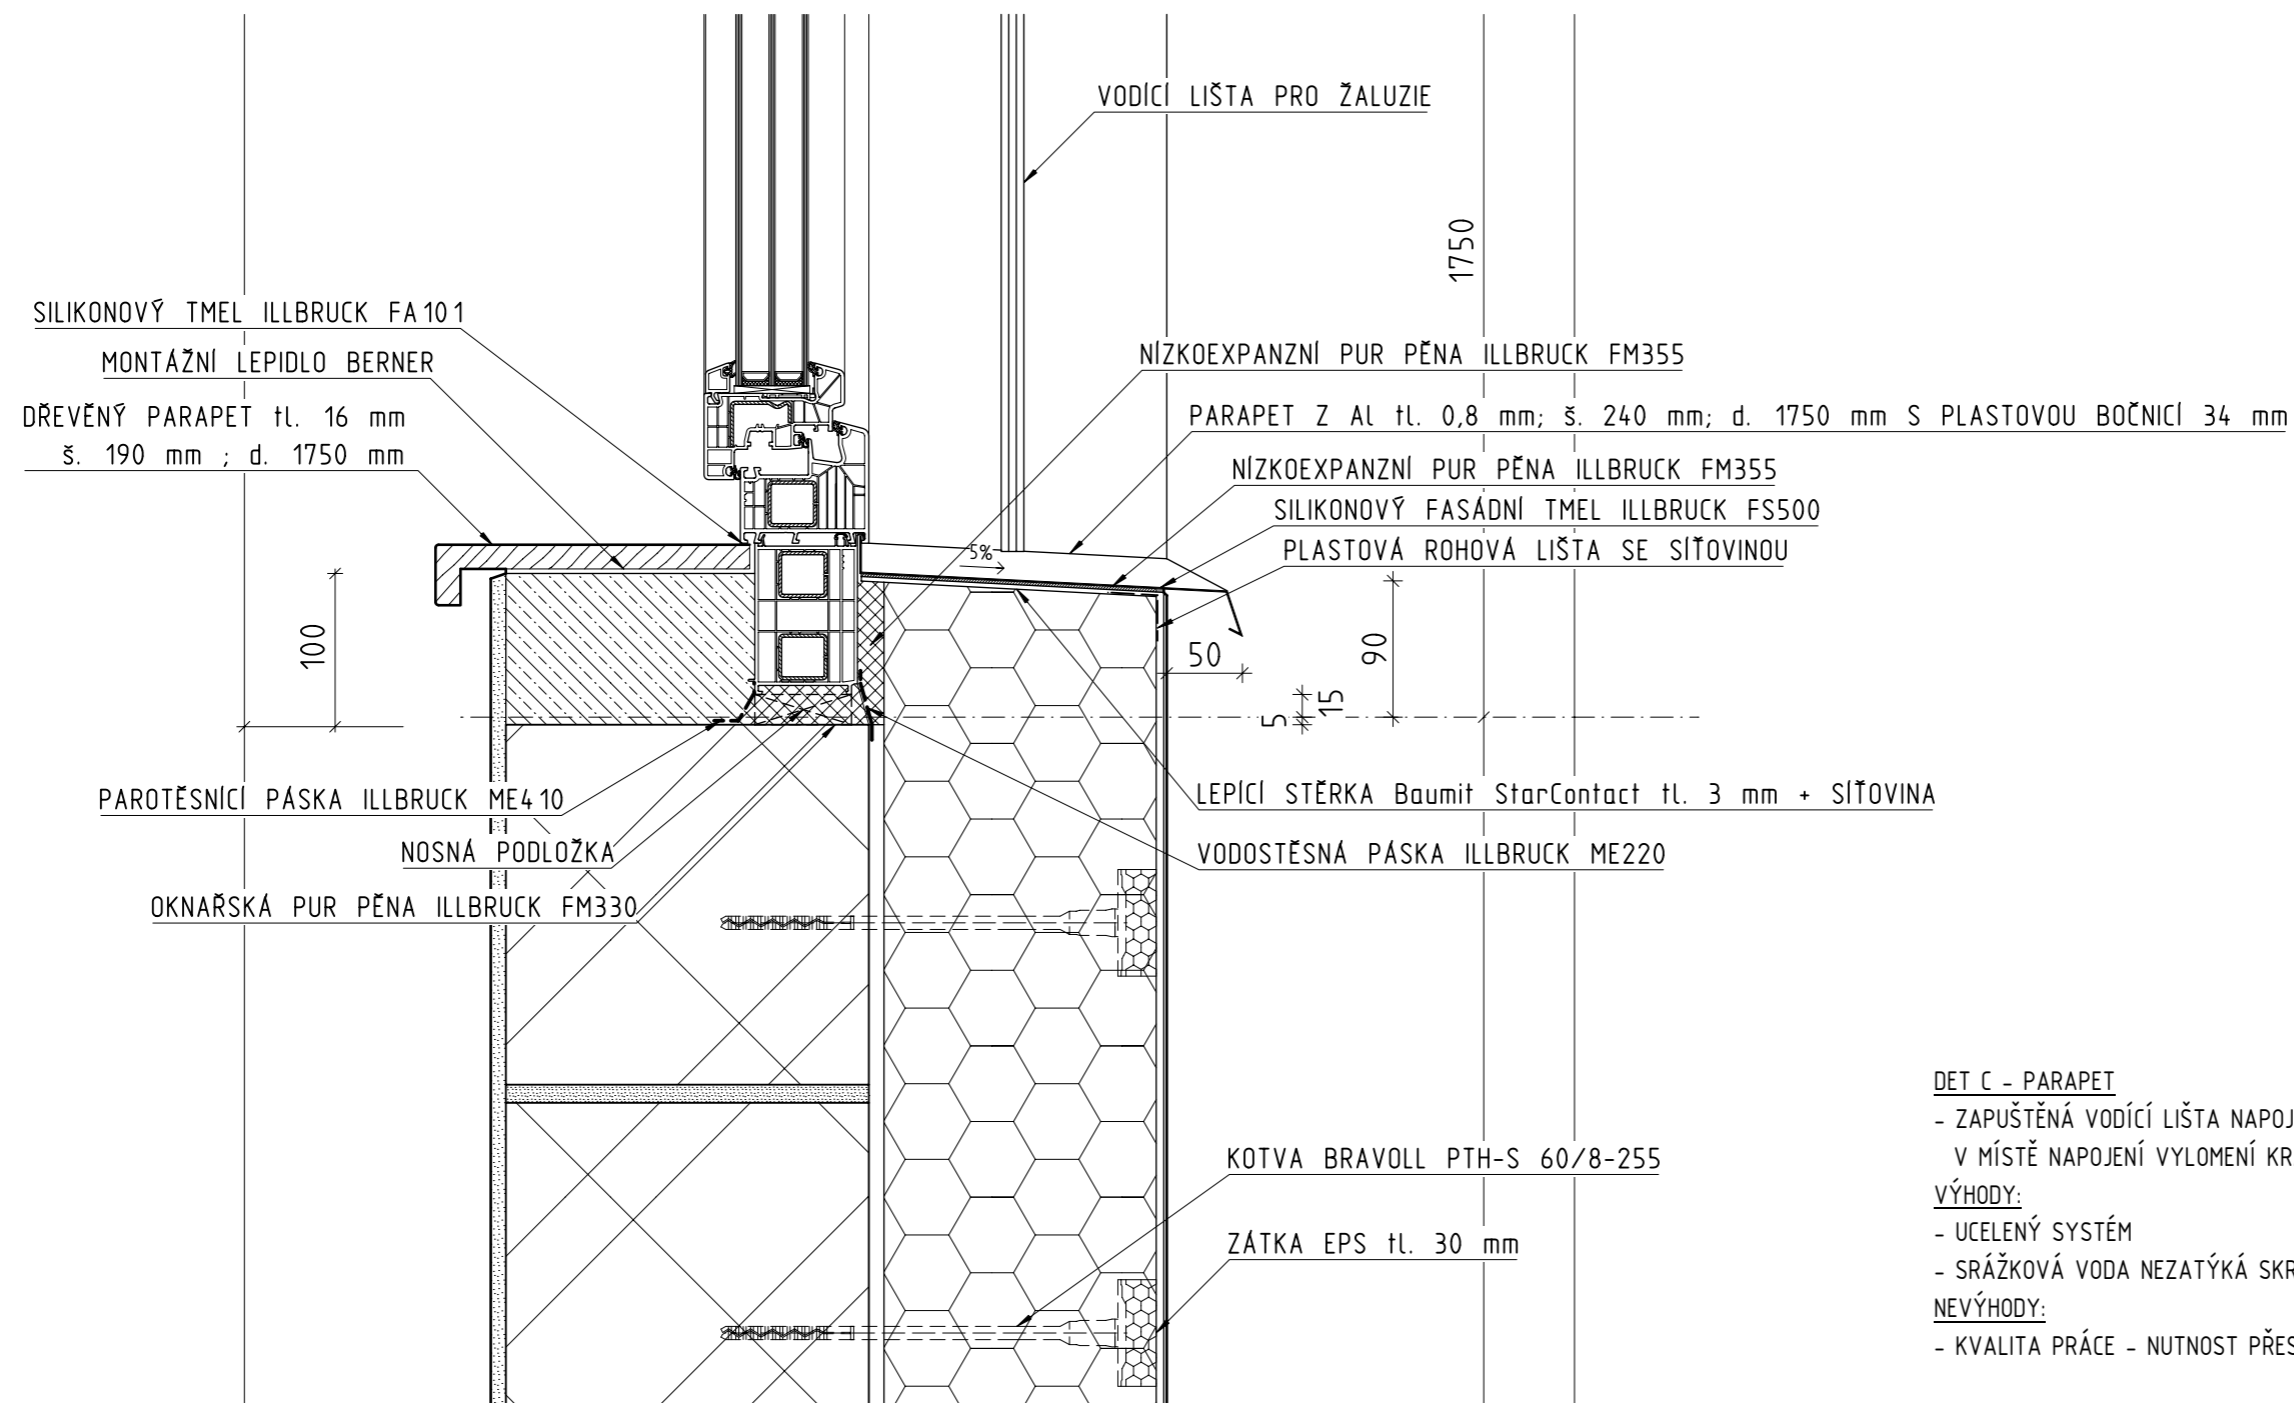 VODÍCÍ LIŠTA PRO ŽALUZIE
1750
SILIKONOVÝ TMEL ILLBRUCK FA101
MONTÁŽNÍ LEPIDLO BERNER
DŘEVĚNÝ PARAPET tl. 16 mm
š. 190 mm ; d. 1750 mm
NÍZKOEXPANZNÍ PUR PĚNA ILLBRUCK FM355
PARAPET Z Al tl. 0,8 mm; š. 240 mm; d. 1750 mm S PLASTOVOU BOČNICÍ 34 mm
NÍZKOEXPANZNÍ PUR PĚNA ILLBRUCK FM355
SILIKONOVÝ FASÁDNÍ TMEL ILLBRUCK FS500
PLASTOVÁ ROHOVÁ LIŠTA SE SÍŤOVINOU
5%
100
50
90
15
5
PAROTĚSNÍCÍ PÁSKA ILLBRUCK ME410
NOSNÁ PODLOŽKA
OKNAŘSKÁ PUR PĚNA ILLBRUCK FM330
LEPÍCÍ STĚRKA Baumit StarContact tl. 3 mm + SÍŤOVINA
VODOSTĚSNÁ PÁSKA ILLBRUCK ME220
KOTVA BRAVOLL PTH-S 60/8-255
ZÁTKA EPS tl. 30 mm
DET C - PARAPET
- ZAPUŠTĚNÁ VODÍCÍ LIŠTA NAPOJ
V MÍSTĚ NAPOJENÍ VYLOMENÍ KR
VÝHODY:
- UCELENÝ SYSTÉM
- SRÁŽKOVÁ VODA NEZATÝKÁ SKR
NEVÝHODY:
- KVALITA PRÁCE - NUTNOST PŘES